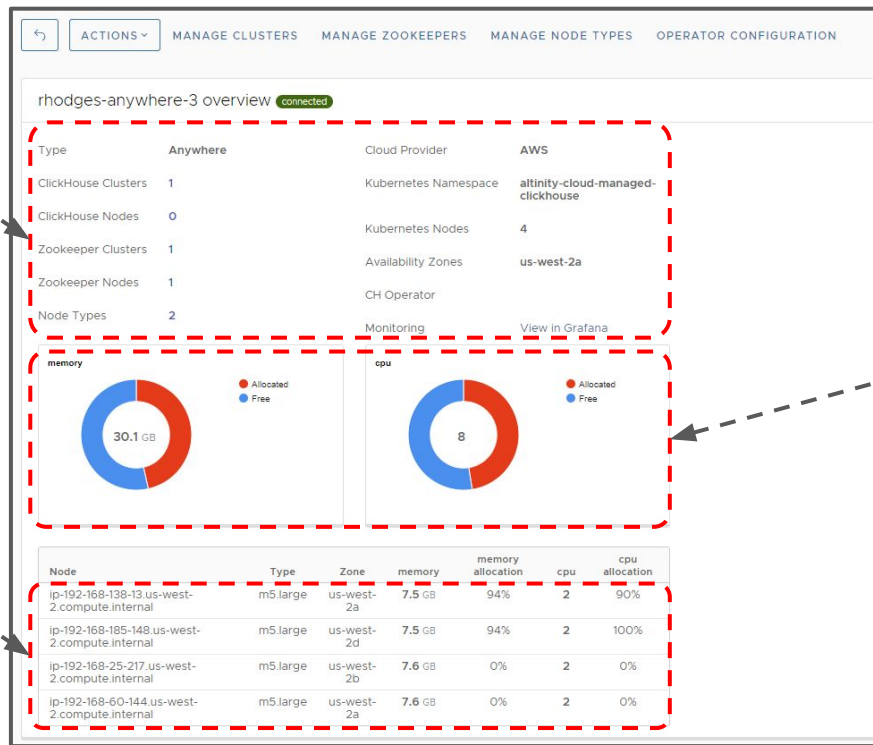 ACTIONS MANAGE CLUSTERS MANAGE ZOOKEEPERS MANAGE NODE TYPES OPERATOR CONFIGURATION
rhodges-anywhere-3 overview connected
Type Anywhere
ClickHouse Clusters 1
ClickHouse Nodes 0
Zookeeper Clusters 1
Zookeeper Nodes 1
Node Types 2
Cloud Provider AWS
Kubernetes Namespace altinity-cloud-managed-
clickhouse
Kubernetes Nodes 4
Availability Zones us-west-2a
CH Operator
Monitoring View in Grafana
memory
Allocated
Free
30.1 GB
cpu
Allocated
Free
8
Node Type Zone memory memory allocation cpu cpu allocation
ip-192-168-138-13.us-west- m5.large us-west- 7.5 GB 94% 2 90%
2.compute.internal 2a
ip-192-168-185-148.us-west- m5.large us-west- 7.5 GB 94% 2 100%
2.compute.internal 2d
ip-192-168-25-217.us-west- m5.large us-west- 7.6 GB 0% 2 0%
2.compute.internal 2b
ip-192-168-60-144.us-west- m5.large us-west- 7.6 GB 0% 2 0%
2.compute.internal 2a